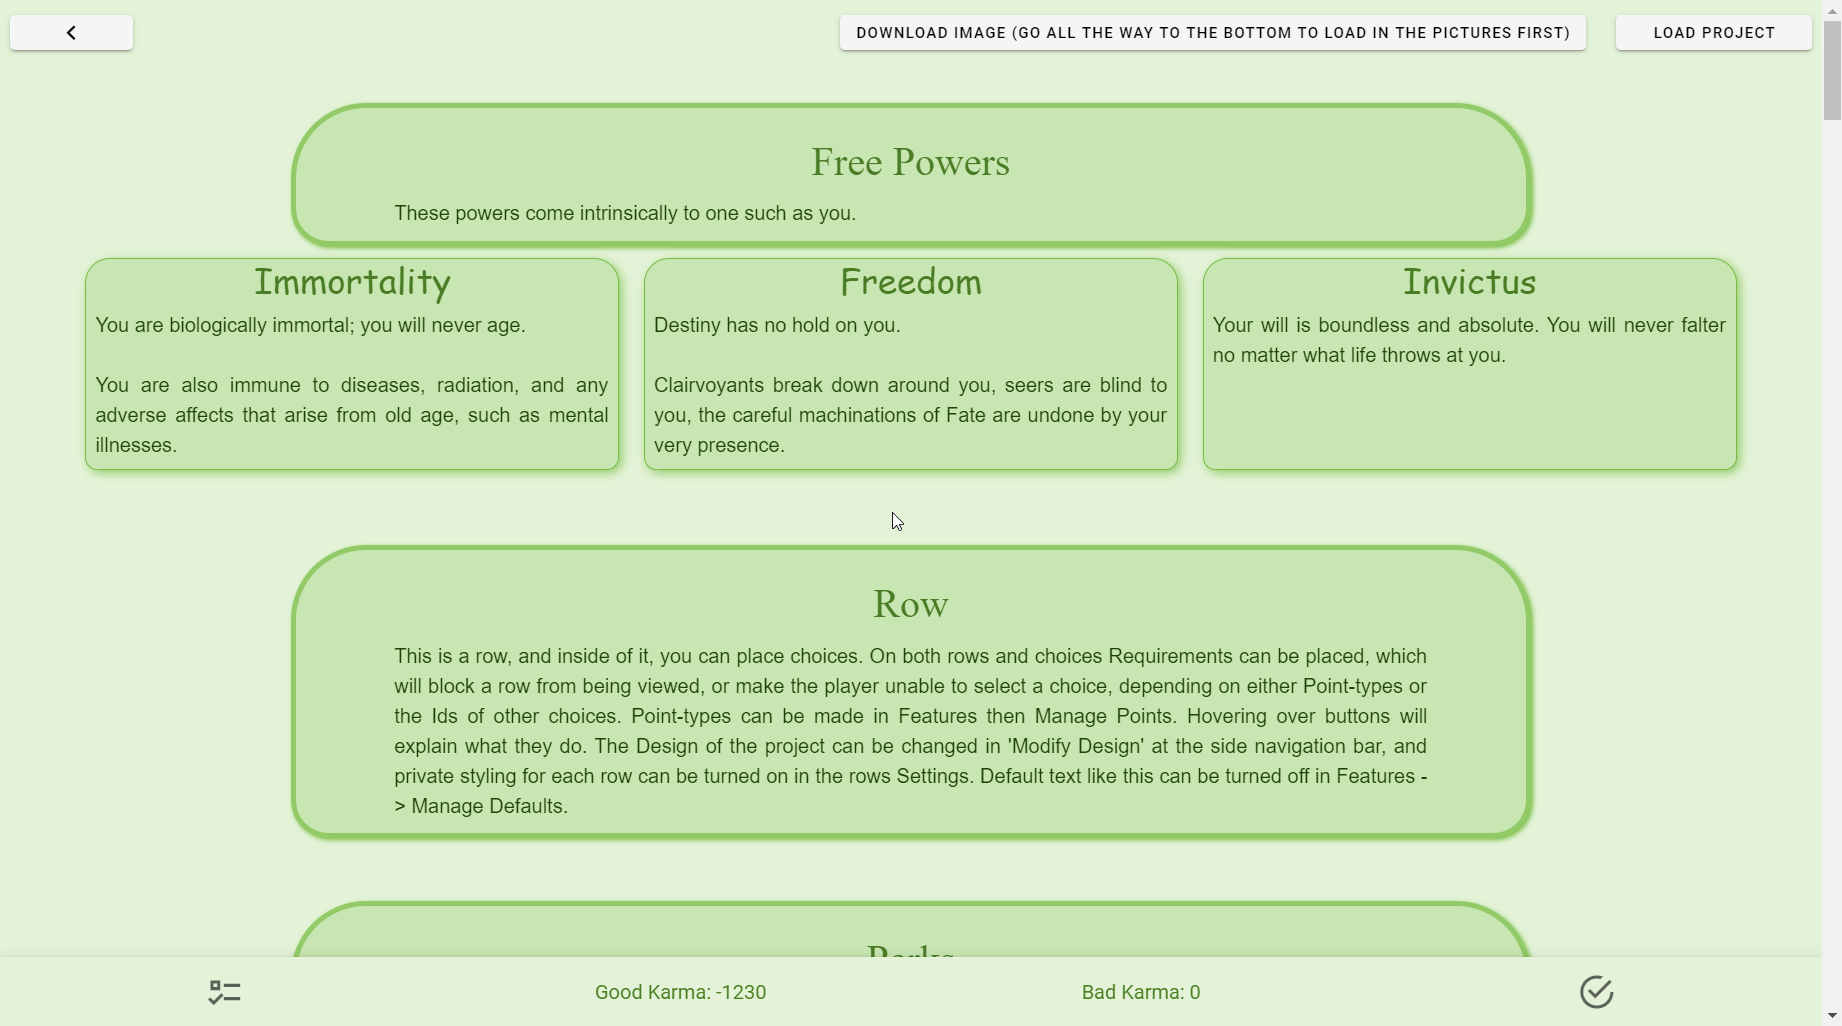 DOWNLOAD IMAGE (GO ALL THE WAY TO THE BOTTOM TO LOAD IN THE PICTURES FIRST)
LOAD PROJECT
Free Powers
These powers come intrinsically to one such as you.
Immortality
You are biologically immortal; you will never age.
You are also immune to diseases, radiation, and any
adverse affects that arise from old age, such as mental
illnesses.
Freedom
Destiny has no hold on you.
Clairvoyants break down around you, seers are blind to
you, the careful machinations of Fate are undone by your
very presence.
Invictus
Your will is boundless and absolute. You will never falter
no matter what life throws at you.
Row
This is a row, and inside of it, you can place choices. On both rows and choices Requirements can be placed, which
will block a row from being viewed, or make the player unable to select a choice, depending on either Point-types or
the Ids of other choices. Point-types can be made in Features then Manage Points. Hovering over buttons will
explain what they do. The Design of the project can be changed in 'Modify Design' at the side navigation bar, and
private styling for each row can be turned on in the rows Settings. Default text like this can be turned off in Features -
> Manage Defaults.
Perks
Good Karma: -1230
Bad Karma: 0